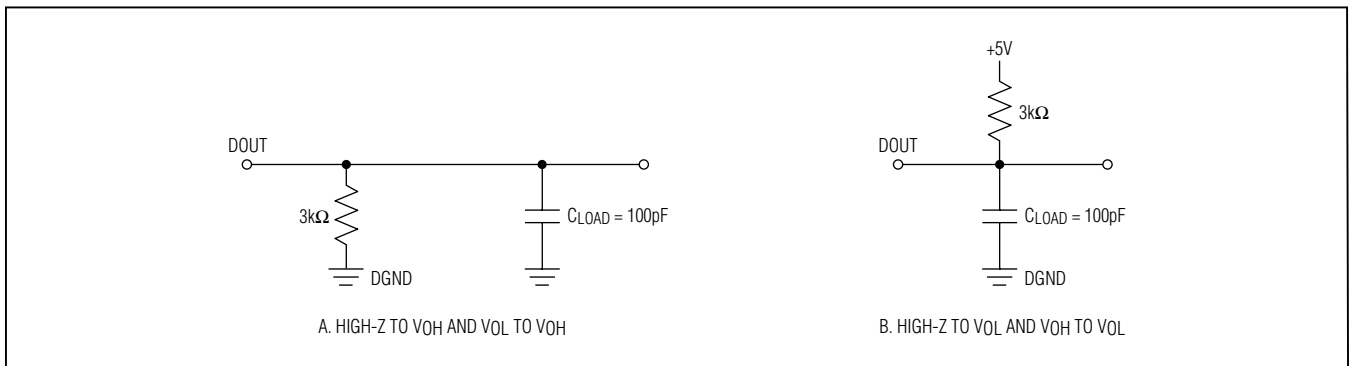 DOUT
3kΩ
CLOAD = 100pF
DGND
A. HIGH-Z TO VOH AND VOL TO VOH
+5V
3kΩ
DOUT
CLOAD = 100pF
DGND
B. HIGH-Z TO VOL AND VOH TO VOL